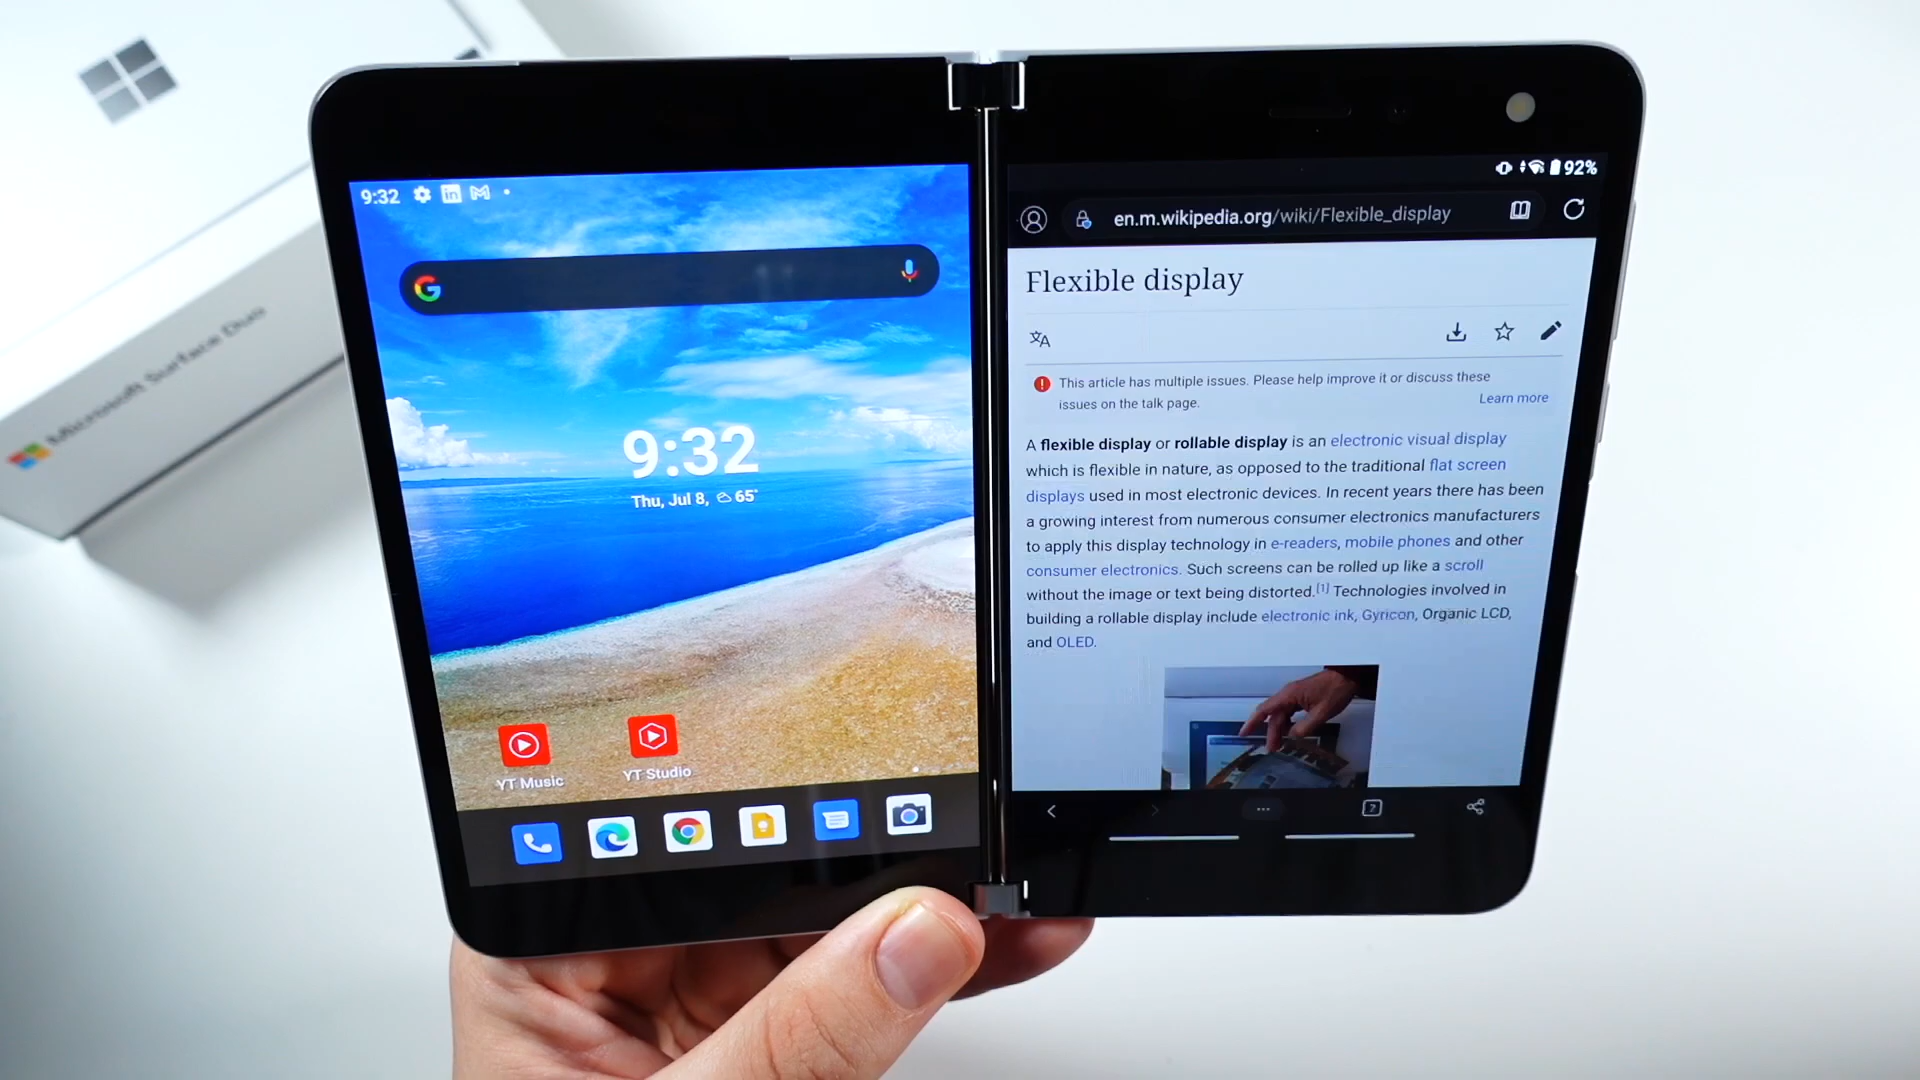 Microsoft Surface Duo
9:32
in
9:32
Thu, Jul 8, 65°
YT Music
YT Studio
92%
en.m.wikipedia.org/wiki/Flexible_display
Flexible display
This article has multiple issues. Please help improve it or discuss these
issues on the talk page.
Learn more
A flexible display or rollable display is an electronic visual display
which is flexible in nature, as opposed to the traditional flat screen
displays used in most electronic devices. In recent years there has been
a growing interest from numerous consumer electronics manufacturers
to apply this display technology in e-readers, mobile phones and other
consumer electronics. Such screens can be rolled up like a scroll
without the image or text being distorted.[1] Technologies involved in
building a rollable display include electronic ink, Gyricon, Organic LCD,
and OLED.